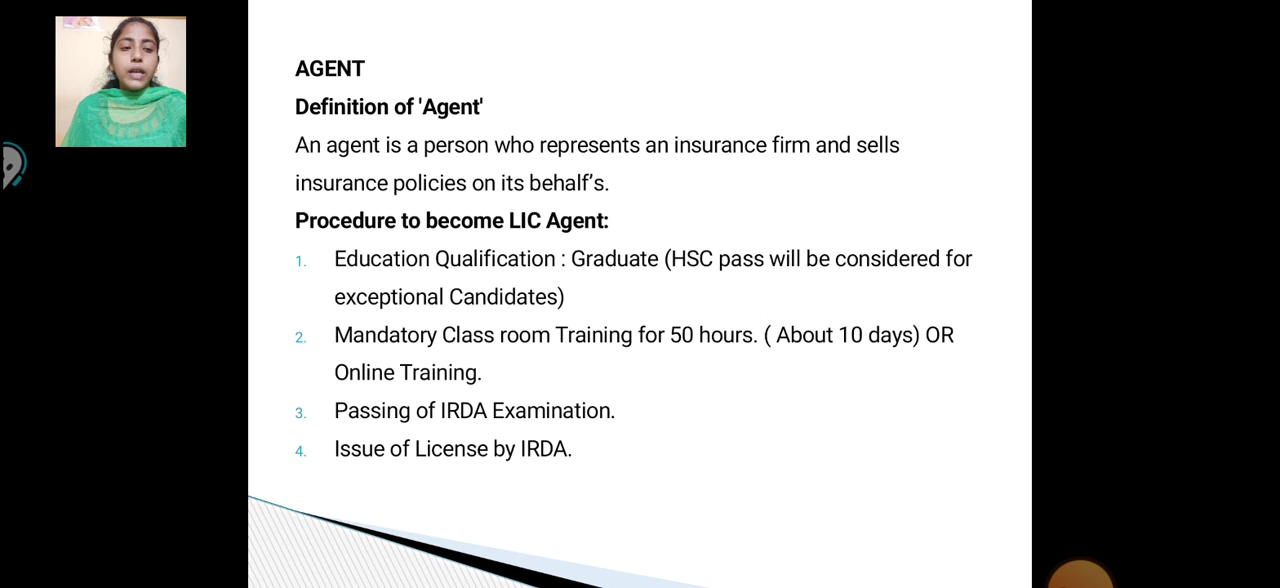 AGENT
Definition of 'Agent'
An agent is a person who represents an insurance firm and sells
insurance policies on its behalf’s.
Procedure to become LIC Agent:
1. Education Qualification : Graduate (HSC pass will be considered for
exceptional Candidates)
2. Mandatory Class room Training for 50 hours. ( About 10 days) OR
Online Training.
3. Passing of IRDA Examination.
4. Issue of License by IRDA.